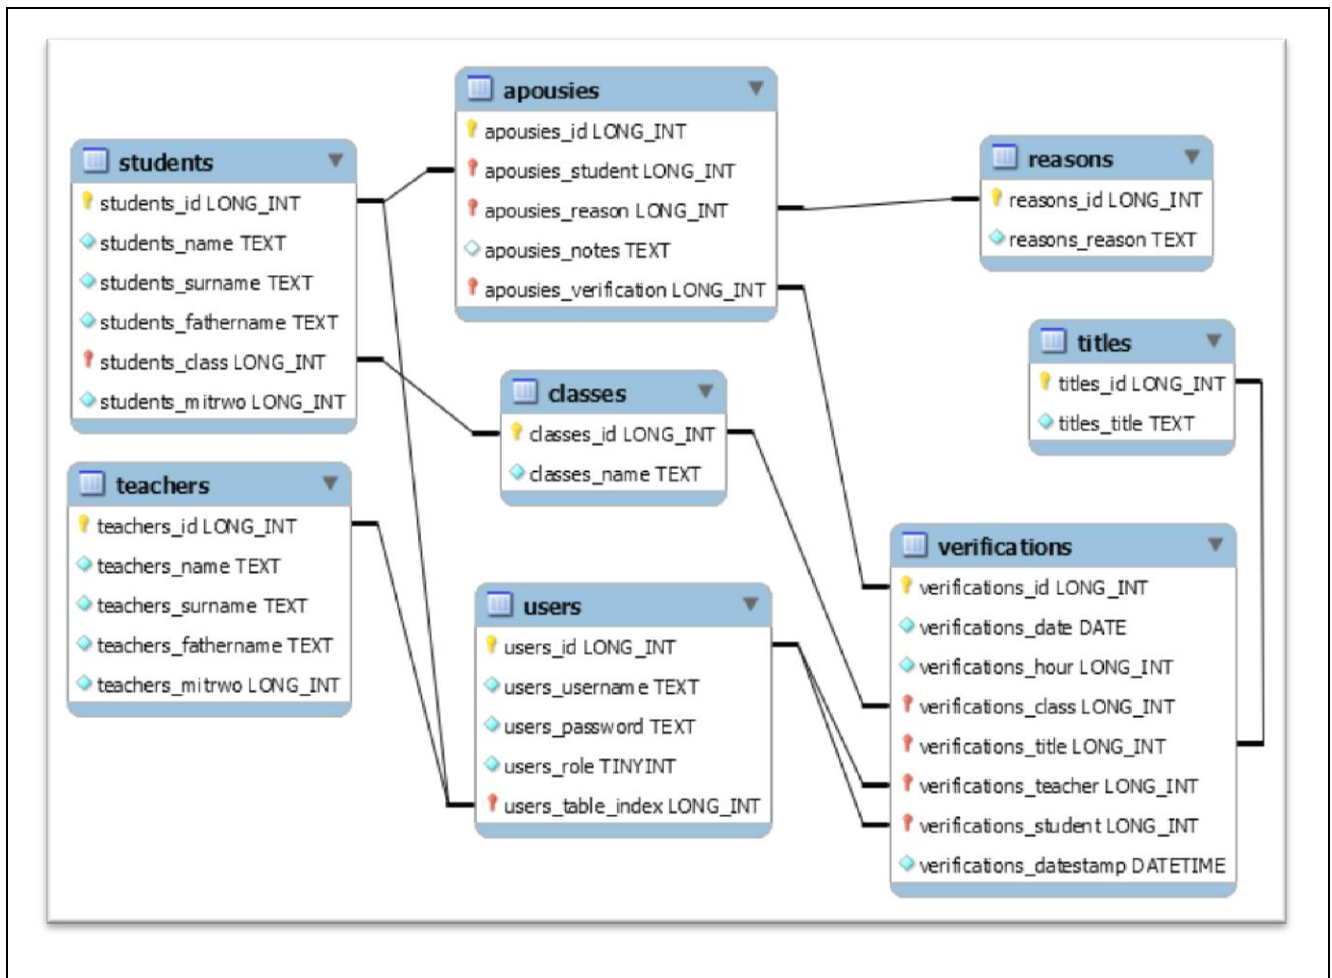 apousies
apousies_id LONG_INT
apousies_student LONG_INT
apousies_reason LONG_INT
apousies_notes TEXT
apousies_verification LONG_INT
students
students_id LONG_INT
students_name TEXT
students_surname TEXT
students_fathername TEXT
students_class LONG_INT
students_mitrwo LONG_INT
reasons
reasons_id LONG_INT
reasons_reason TEXT
titles
titles_id LONG_INT
titles_title TEXT
classes
classes_id LONG_INT
classes_name TEXT
teachers
teachers_id LONG_INT
teachers_name TEXT
teachers_surname TEXT
teachers_fathername TEXT
teachers_mitrwo LONG_INT
users
users_id LONG_INT
users_username TEXT
users_password TEXT
users_role TINYINT
users_table_index LONG_INT
verifications
verifications_id LONG_INT
verifications_date DATE
verifications_hour LONG_INT
verifications_class LONG_INT
verifications_title LONG_INT
verifications_teacher LONG_INT
verifications_student LONG_INT
verifications_datestamp DATETIME